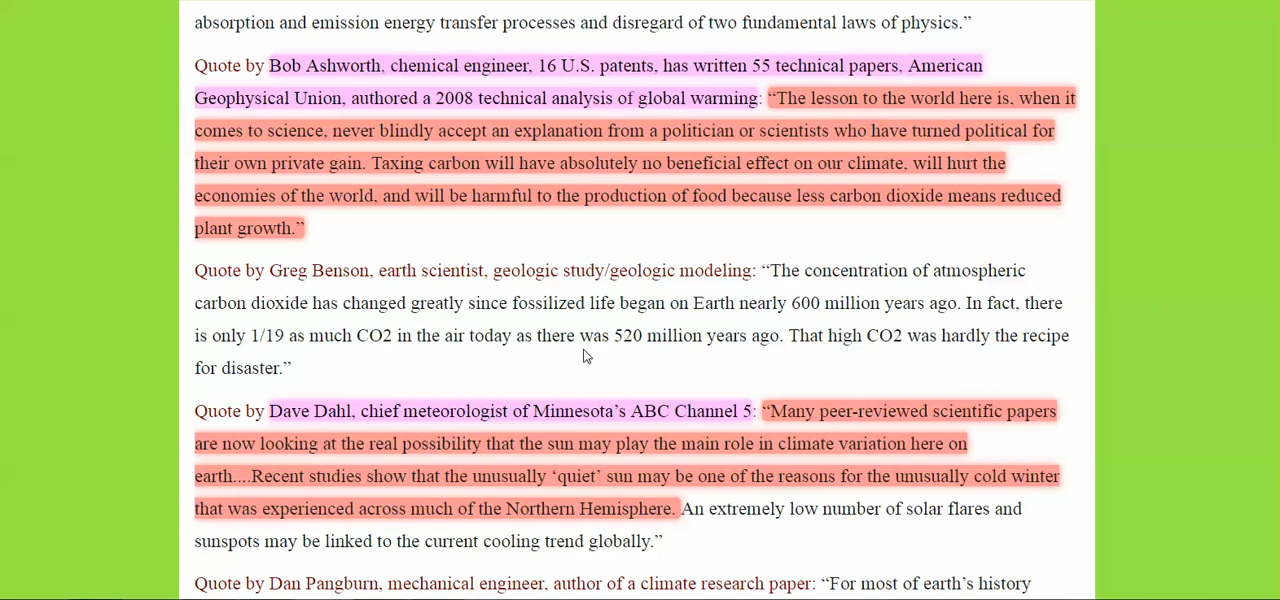 absorption and emission energy transfer processes and disregard of two fundamental laws of physics.”
Quote by Bob Ashworth, chemical engineer, 16 U.S. patents, has written 55 technical papers, American
Geophysical Union, authored a 2008 technical analysis of global warming: “The lesson to the world here is, when it
comes to science, never blindly accept an explanation from a politician or scientists who have turned political for
their own private gain. Taxing carbon will have absolutely no beneficial effect on our climate, will hurt the
economies of the world, and will be harmful to the production of food because less carbon dioxide means reduced
plant growth.”
Quote by Greg Benson, earth scientist, geologic study/geologic modeling: “The concentration of atmospheric
carbon dioxide has changed greatly since fossilized life began on Earth nearly 600 million years ago. In fact, there
is only 1/19 as much CO2 in the air today as there was 520 million years ago. That high CO2 was hardly the recipe
for disaster.”
Quote by Dave Dahl, chief meteorologist of Minnesota’s ABC Channel 5: “Many peer-reviewed scientific papers
are now looking at the real possibility that the sun may play the main role in climate variation here on
earth....Recent studies show that the unusually ‘quiet’ sun may be one of the reasons for the unusually cold winter
that was experienced across much of the Northern Hemisphere. An extremely low number of solar flares and
sunspots may be linked to the current cooling trend globally.”
Quote by Dan Pangburn, mechanical engineer, author of a climate research paper: “For most of earth’s history